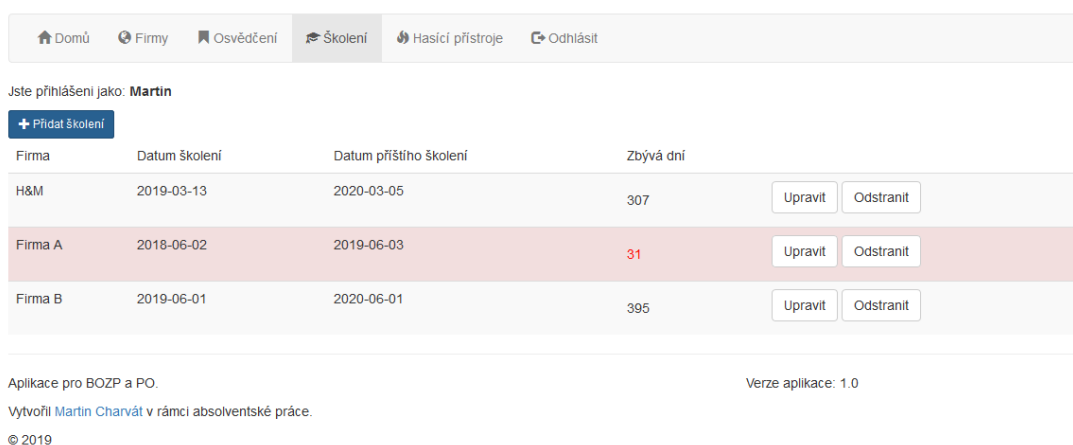 Domů Firmy Osvědčení Školení Hasící přístroje Odhlásit
Jste přihlášeni jako: Martin
Přidat školení
Firma Datum školení Datum příštího školení Zbývá dní
H&M 2019-03-13 2020-03-05 307 Upravit Odstranit
Firma A 2018-06-02 2019-06-03 31 Upravit Odstranit
Firma B 2019-06-01 2020-06-01 395 Upravit Odstranit
Aplikace pro BOZP a PO. Verze aplikace: 1.0
Vytvořil Martin Charvát v rámci absolventské práce.
© 2019